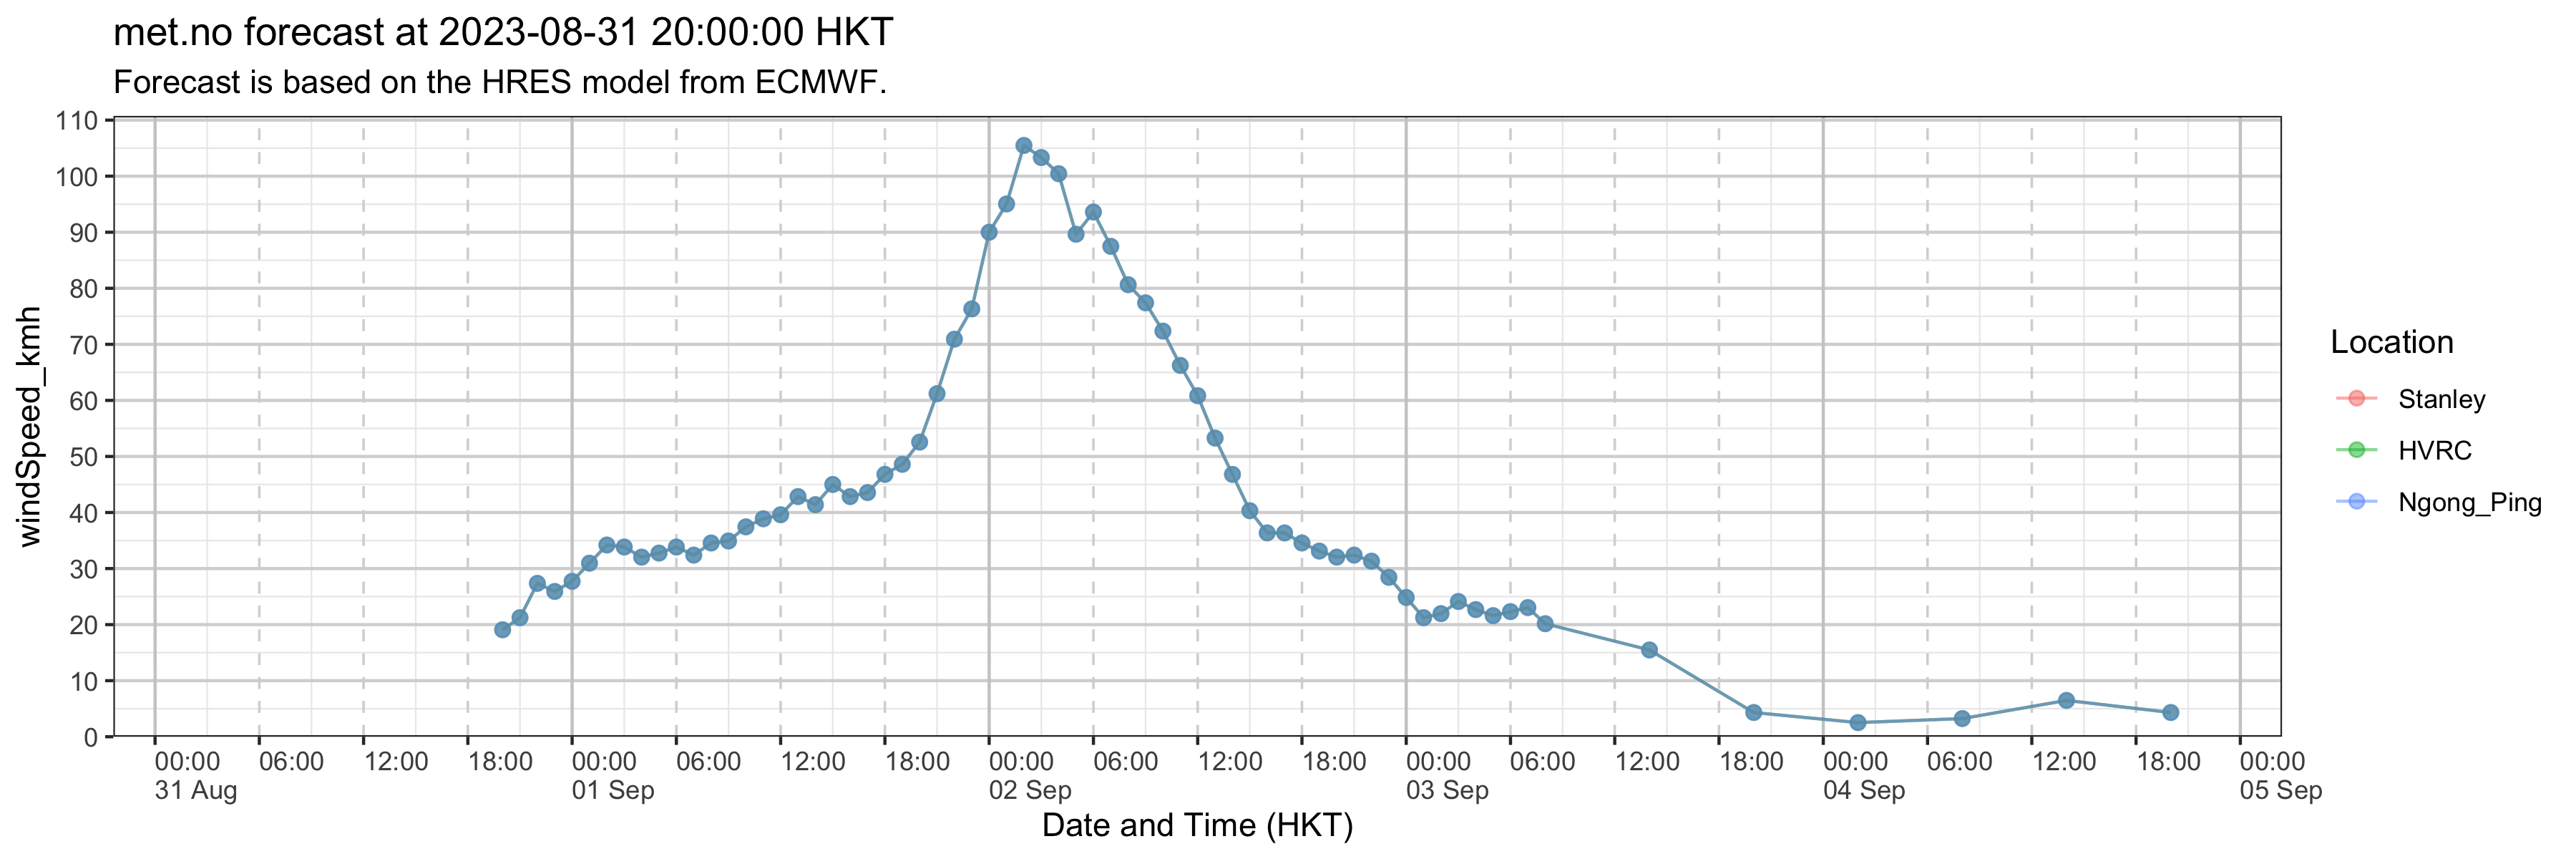 met.no forecast at 2023-08-31 20:00:00 HKT
Forecast is based on the HRES model from ECMWF.
110
100
90
80
70
60
50
40
30
20
10
0
windSpeed_kmh
00:00 06:00 12:00 18:00 00:00 06:00 12:00 18:00 00:00 06:00 12:00 18:00 00:00 06:00 12:00 18:00 00:00 06:00 12:00 18:00 00:00
31 Aug 01 Sep 02 Sep 03 Sep 04 Sep 05 Sep
Date and Time (HKT)
Location
Stanley
HVRC
Ngong_Ping